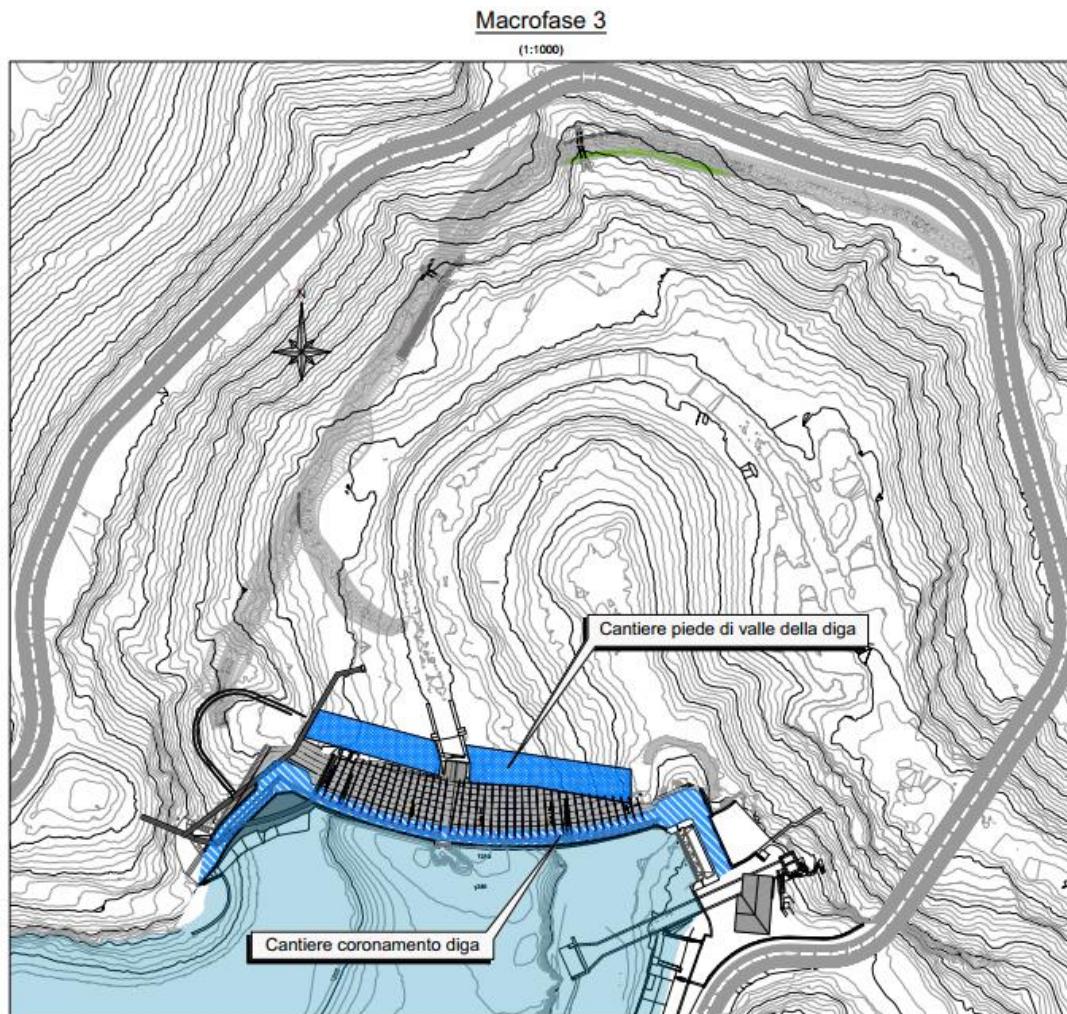 Macrofase 3
(1:1000)
N
Cantiere piede di valle della diga
Cantiere coronamento diga